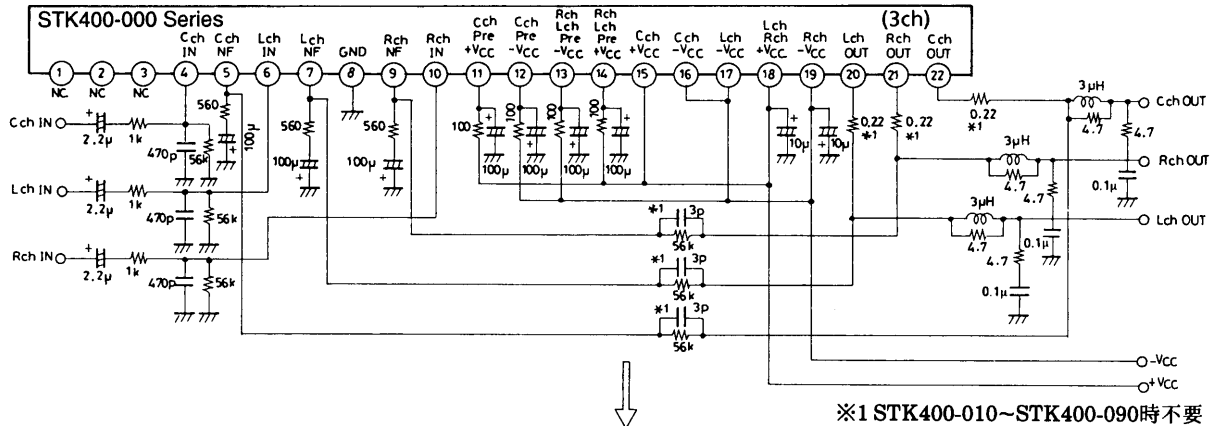 STK400-000 Series
(3ch)
Cch IN
Cch NF
Lch IN
Lch NF
GND
Rch NF
Rch IN
Cch Pre +VCC
Cch Pre -VCC
Rch Lch Pre -VCC
Rch Lch Pre +VCC
Cch +VCC
Cch -VCC
Lch -VCC
Lch Rch +VCC
Rch -VCC
Lch OUT
Rch OUT
Cch OUT
1 2 3 4 5 6 7 8 9 10 11 12 13 14 15 16 17 18 19 20 21 22
NC NC NC
Cch IN
+
2.2μ
1k
470p
56k
560
100μ
+
560
100μ
+
560
100μ
+
100
+
100μ
100
+
100μ
100
+
100μ
100
+
100μ
+
10μ
+
10μ
0.22
※1
0.22
※1
0.22
※1
3μH
4.7
4.7
0.1μ
Cch OUT
3μH
4.7
4.7
0.1μ
Rch OUT
3μH
4.7
4.7
0.1μ
Lch OUT
Lch IN
+
2.2μ
1k
470p
56k
Rch IN
+
2.2μ
1k
470p
56k
※1
3p
56k
※1
3p
56k
※1
3p
56k
-VCC
+VCC
※1 STK400-010~STK400-090時不要